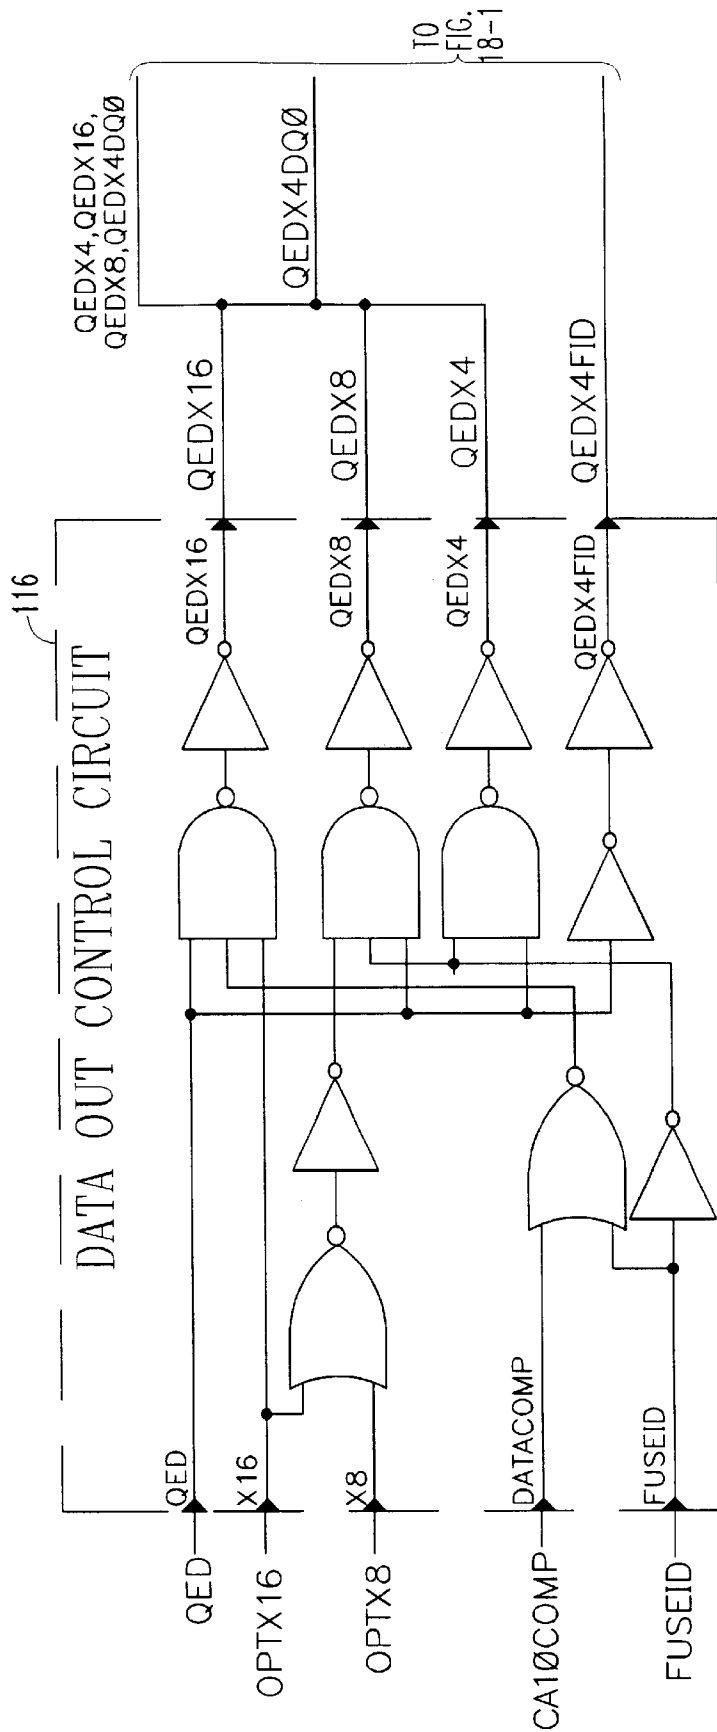 116
DATA OUT CONTROL CIRCUIT
QED
QED
OPTX16
X16
OPTX8
X8
CA10COMP
DATACOMP
FUSEID
FUSEID
QEDX16
QEDX16
QEDX8
QEDX8
QEDX4
QEDX4
QEDX4FID
QEDX4FID
QEDX4,QEDX16,
QEDX8,QEDX4DQ0
QEDX4DQ0
TO
FIG.
18-1